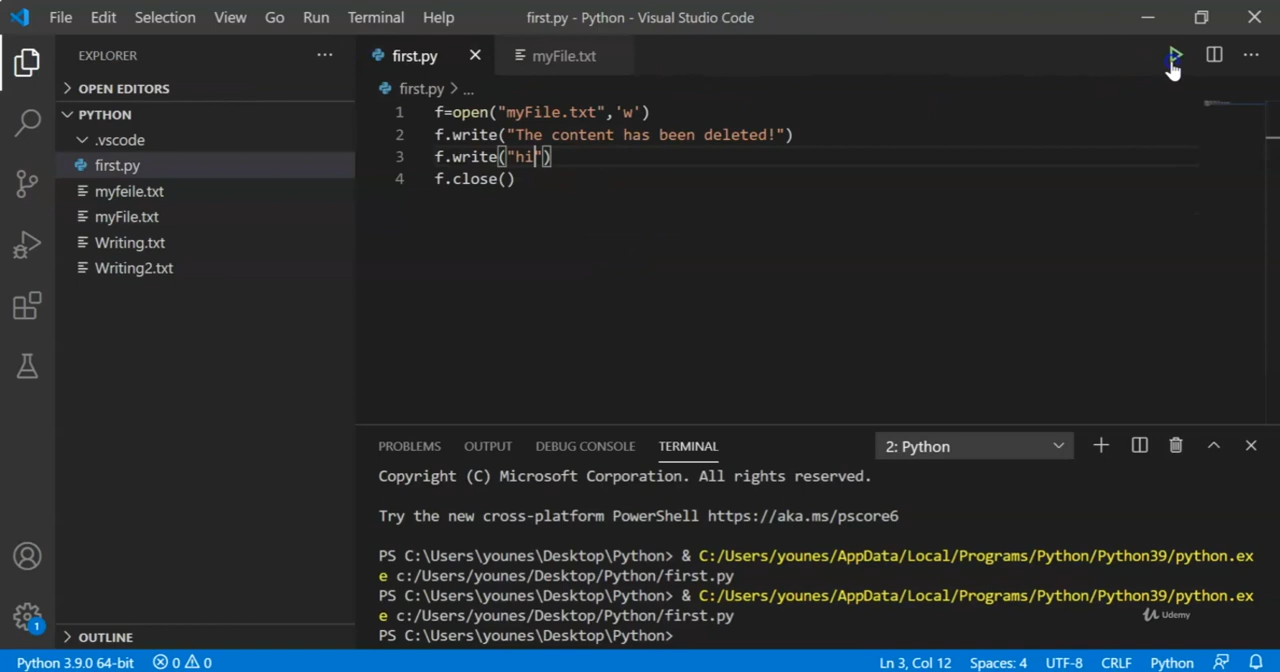 File Edit Selection View Go Run Terminal Help first.py - Python - Visual Studio Code
EXPLORER
OPEN EDITORS
PYTHON
.vscode
first.py
myfeile.txt
myFile.txt
Writing.txt
Writing2.txt
OUTLINE
first.py myFile.txt
first.py > ...
1 f=open("myFile.txt",'w')
2 f.write("The content has been deleted!")
3 f.write("hi")
4 f.close()
PROBLEMS OUTPUT DEBUG CONSOLE TERMINAL 2: Python
Copyright (C) Microsoft Corporation. All rights reserved.
Try the new cross-platform PowerShell https://aka.ms/pscore6
PS C:\Users\younes\Desktop\Python> & C:/Users/younes/AppData/Local/Programs/Python/Python39/python.ex
e c:/Users/younes/Desktop/Python/first.py
PS C:\Users\younes\Desktop\Python> & C:/Users/younes/AppData/Local/Programs/Python/Python39/python.ex
e c:/Users/younes/Desktop/Python/first.py
PS C:\Users\younes\Desktop\Python>
Udemy
1
Python 3.9.0 64-bit 0 0 Ln 3, Col 12 Spaces: 4 UTF-8 CRLF Python